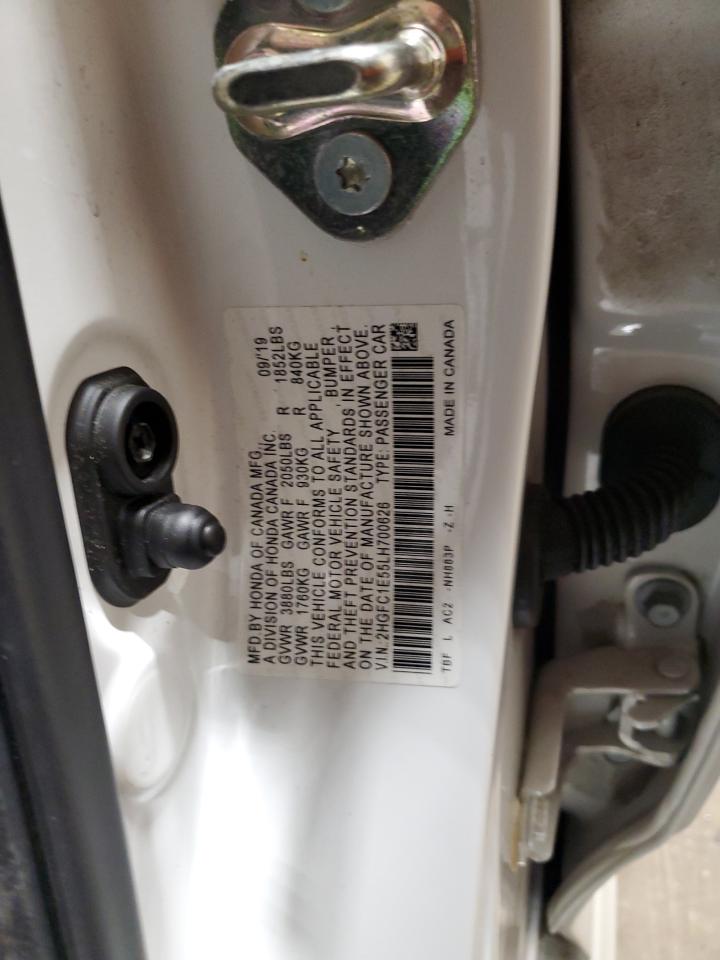 MFD.BY HONDA OF CANADA MFG., 09/'19
A DIVISION OF HONDA CANADA INC.
GVWR 3880LBS GAWR F 2050LBS R 1852LBS
GVWR 1760KG GAWR F 930KG R 840KG
THIS VEHICLE CONFORMS TO ALL APPLICABLE
FEDERAL MOTOR VEHICLE SAFETY, BUMPER,
AND THEFT PREVENTION STANDARDS IN EFFECT
ON THE DATE OF MANUFACTURE SHOWN ABOVE.
V.I.N. 2HGFC1E55LH700626 TYPE: PASSENGER CAR
TBF L AC2 -NH883P -Z -H MADE IN CANADA